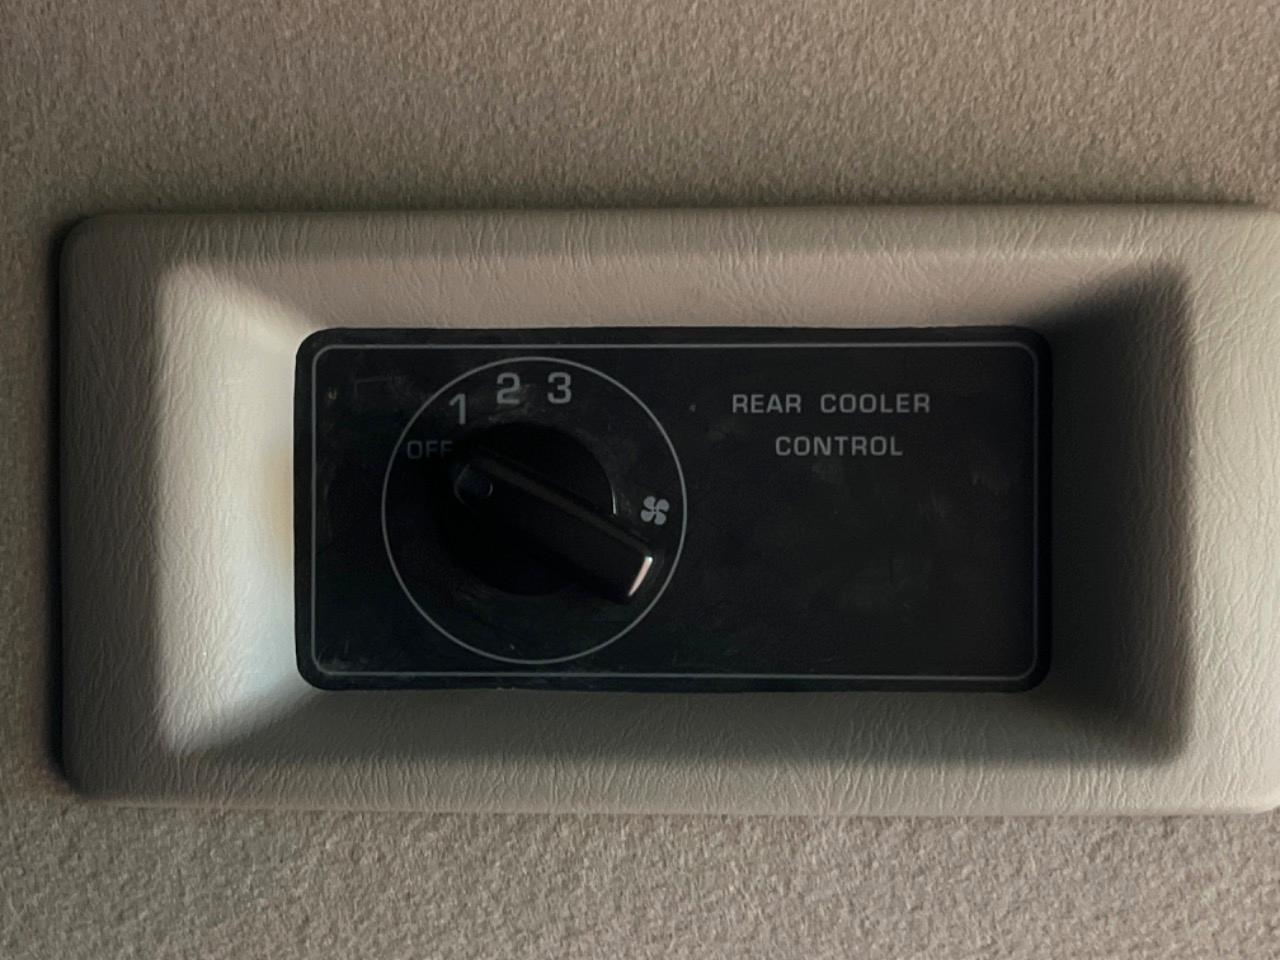 2 3
1
OFF
REAR COOLER
CONTROL